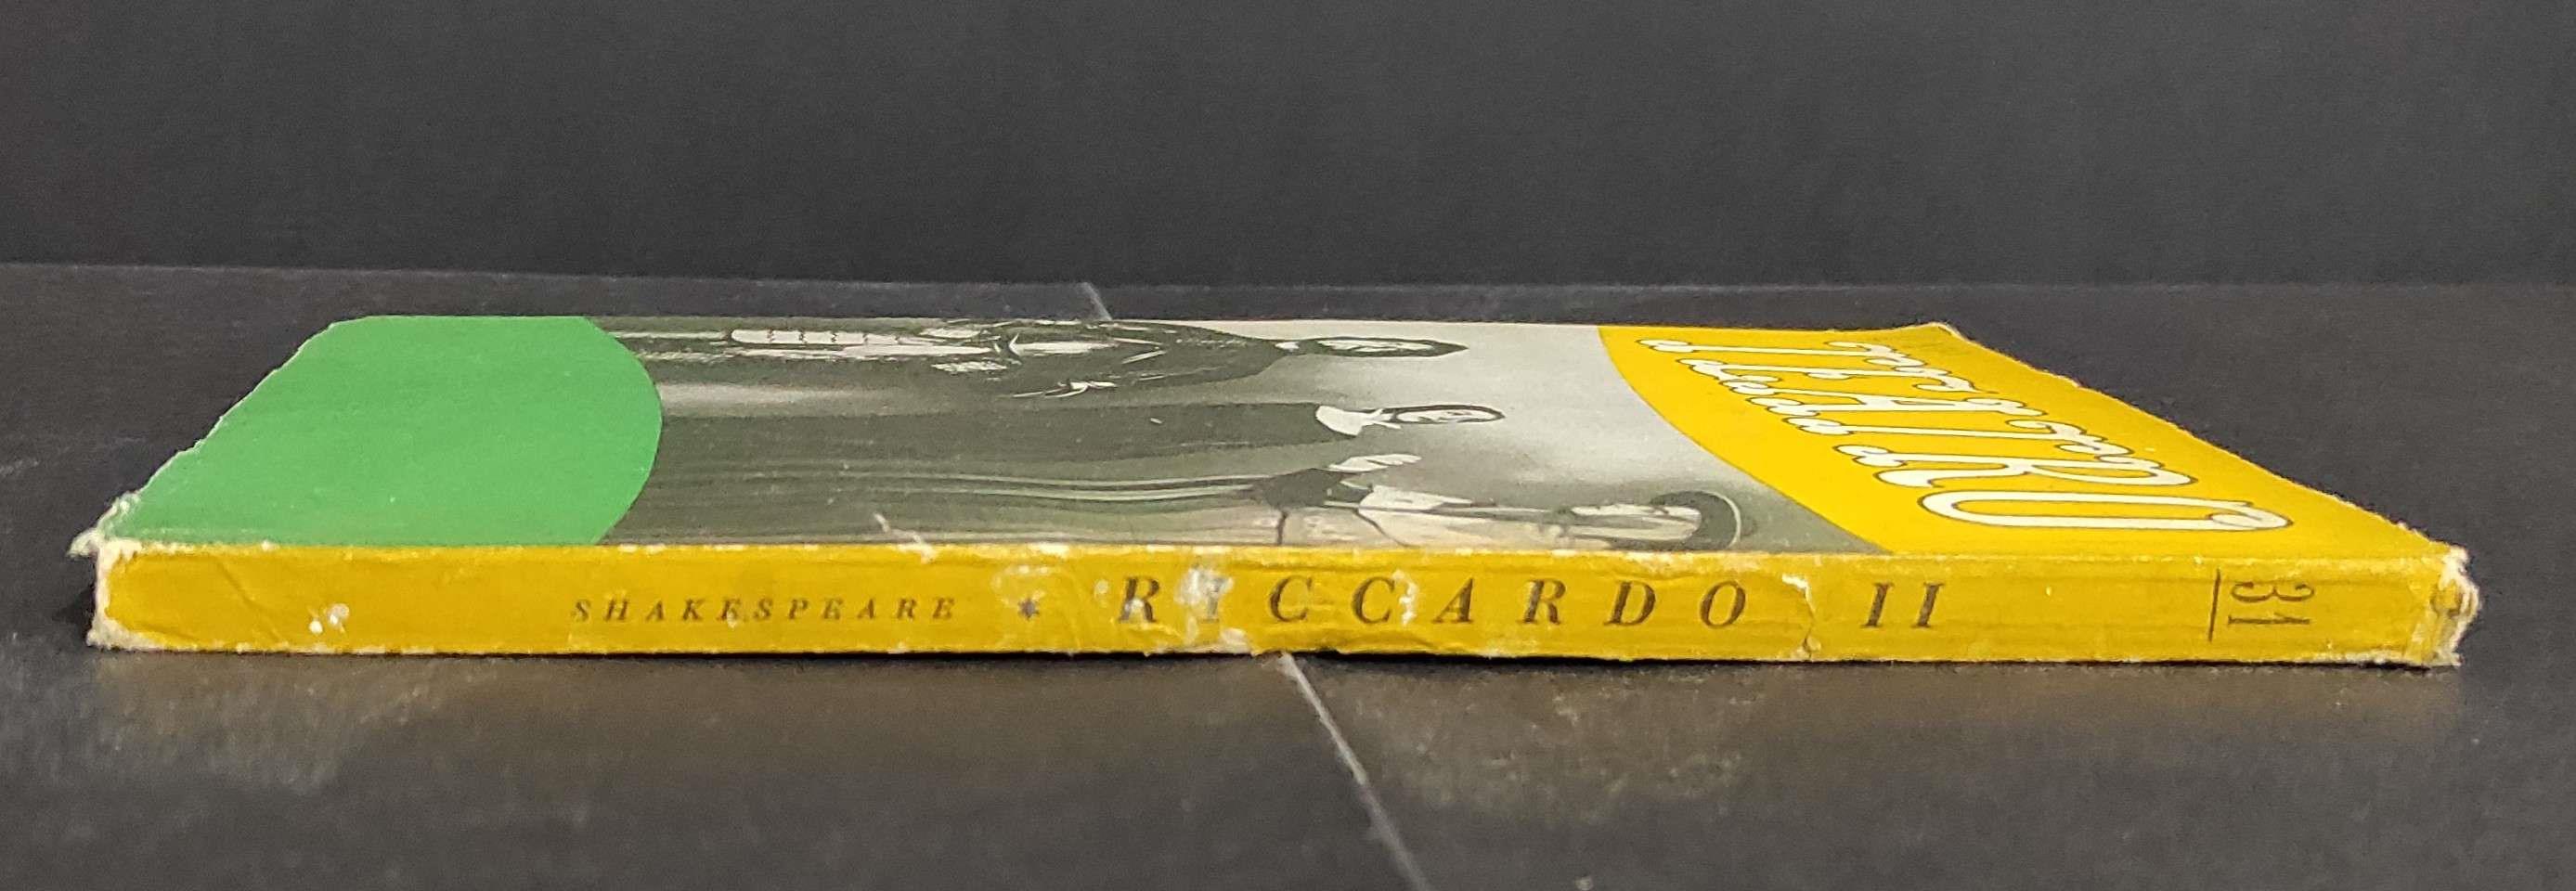 SHAKESPEARE * RICCARDO II
31
TEATRO